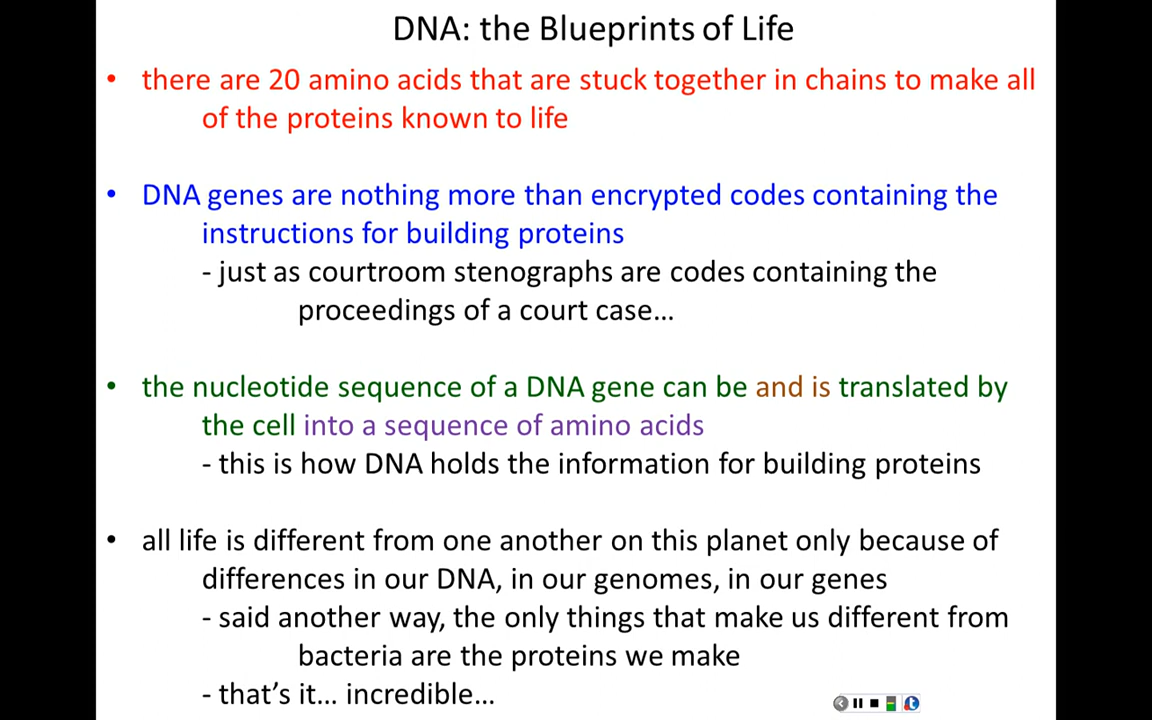 DNA: the Blueprints of Life
• there are 20 amino acids that are stuck together in chains to make all
of the proteins known to life
• DNA genes are nothing more than encrypted codes containing the
instructions for building proteins
- just as courtroom stenographs are codes containing the
proceedings of a court case…
• the nucleotide sequence of a DNA gene can be and is translated by
the cell into a sequence of amino acids
- this is how DNA holds the information for building proteins
• all life is different from one another on this planet only because of
differences in our DNA, in our genomes, in our genes
- said another way, the only things that make us different from
bacteria are the proteins we make
- that’s it… incredible…